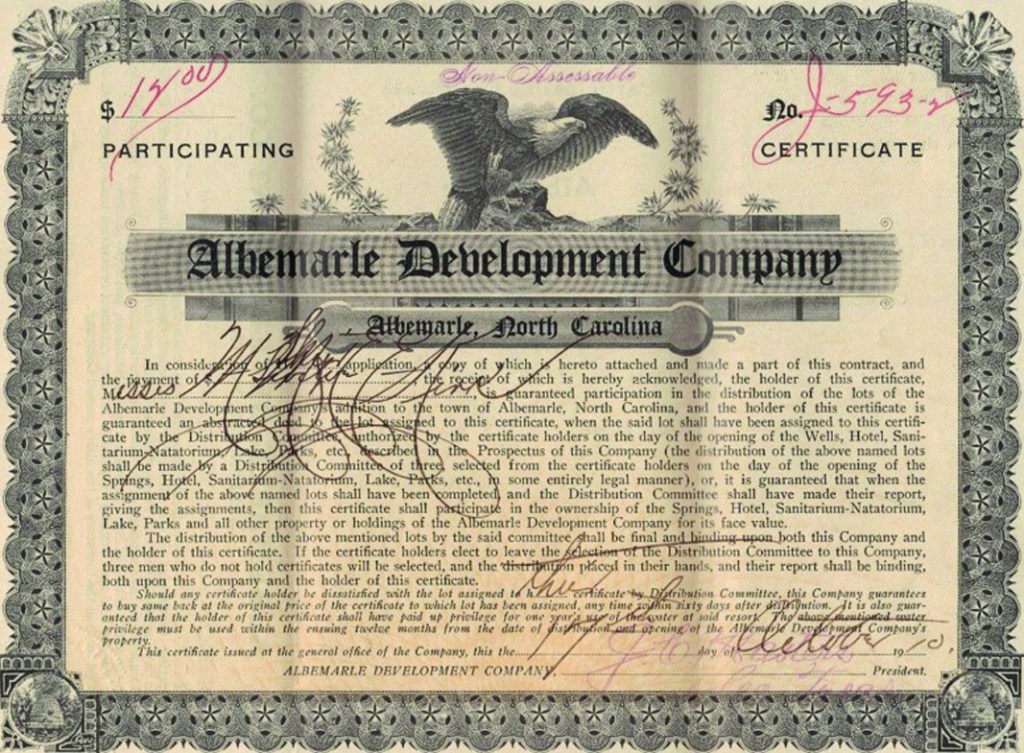 Non-Assessable
$ 12 00
No. J-593-2
PARTICIPATING
CERTIFICATE
Albemarle Development Company
Albemarle, North Carolina
In consideration of application, a copy of which is hereto attached and made a part of this contract, and
the payment of the receipt of which is hereby acknowledged, the holder of this certificate,
Misses M guaranteed participation in the distribution of the lots of the
Albemarle Development Company's addition to the town of Albemarle, North Carolina, and the holder of this certificate is
guaranteed an abstracted deed to the lot assigned to this certificate, when the said lot shall have been assigned to this certifi-
cate by the Distribution Committee, authorized by the certificate holders on the day of the opening of the Wells, Hotel, Sani-
tarium-Natatorium, Lake, Parks, etc., described in the Prospectus of this Company (the distribution of the above named lots
shall be made by a Distribution Committee of three selected from the certificate holders on the day of the opening of the
Springs, Hotel, Sanitarium-Natatorium, Lake, Parks, etc., in some entirely legal manner), or, it is guaranteed that when the
assignment of the above named lots shall have been completed and the Distribution Committee shall have made their report,
giving the assignments, then this certificate shall participate in the ownership of the Springs, Hotel, Sanitarium-Natatorium,
Lake, Parks and all other property or holdings of the Albemarle Development Company for its face value.
The distribution of the above mentioned lots by the said committee shall be final and binding upon both this Company and
the holder of this certificate. If the certificate holders elect to leave the selection of the Distribution Committee to this Company,
three men who do not hold certificates will be selected, and the distribution placed in their hands, and their report shall be binding,
both upon this Company and the holder of this certificate.
Should any certificate holder be dissatisfied with the lot assigned to certificate by Distribution Committee, this Company guarantees
to buy same back at the original price of the certificate to which lot has been assigned, any time within sixty days after distribution. It is also guar-
anteed that the holder of this certificate shall have paid up privilege for one year's use of the water at said resort. The above mentioned water
privilege must be used within the ensuing twelve months from the date of distribution and opening of the Albemarle Development Company's
property.
This certificate issued at the general office of the Company, this the 17 day of October 1910.
ALBEMARLE DEVELOPMENT COMPANY. President.